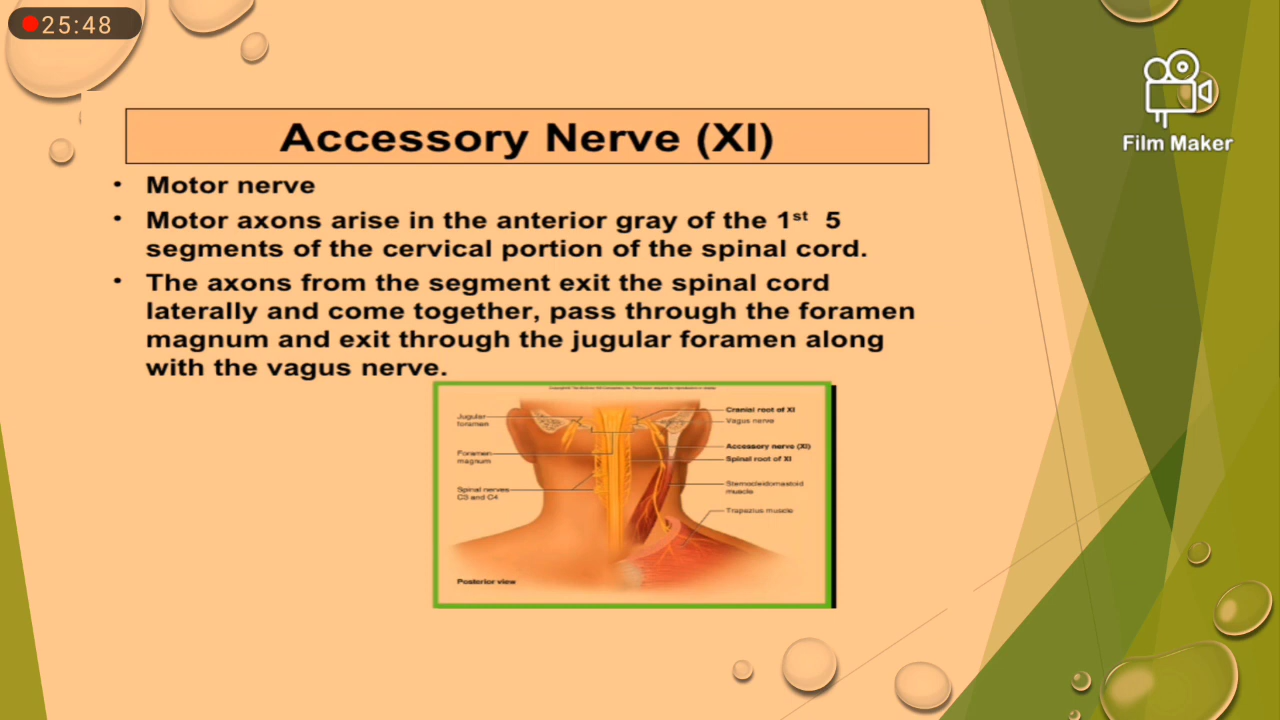 25:48
Film Maker
Accessory Nerve (XI)
• Motor nerve
• Motor axons arise in the anterior gray of the 1st 5
segments of the cervical portion of the spinal cord.
• The axons from the segment exit the spinal cord
laterally and come together, pass through the foramen
magnum and exit through the jugular foramen along
with the vagus nerve.
Jugular
foramen
Foramen
magnum
Spinal nerves
C3 and C4
Posterior view
Cranial root of XI
Vagus nerve
Accessory nerve (XI)
Spinal root of XI
Sternocleidomastoid
muscle
Trapezius muscle